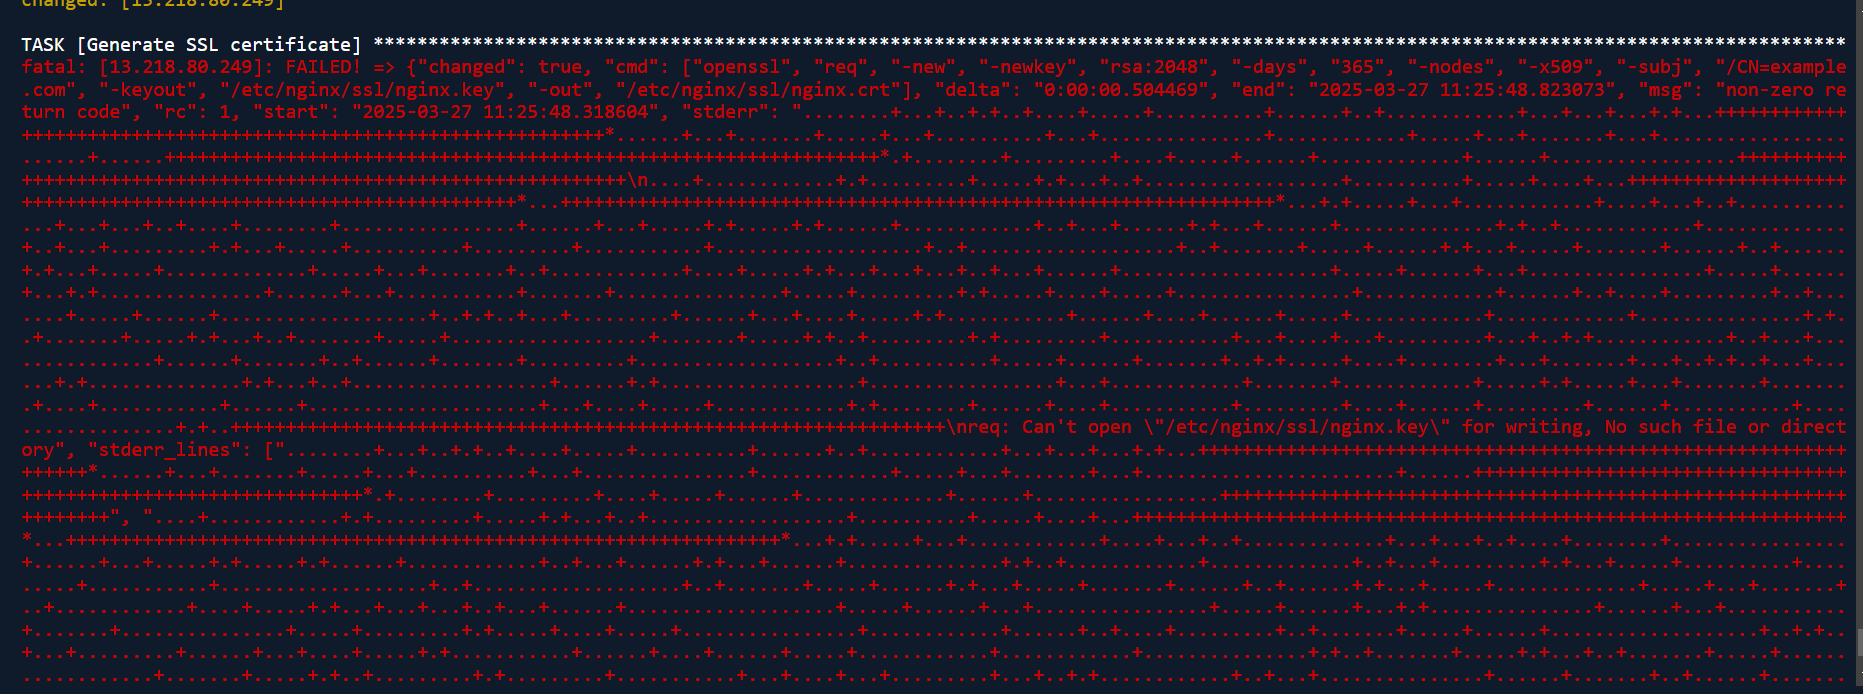 changed: [13.218.80.249]
TASK [Generate SSL certificate] 
fatal: [13.218.80.249]: FAILED! => {"changed": true, "cmd": ["openssl", "req", "-new", "-newkey", "rsa:2048", "-days", "365", "-nodes", "-x509", "-subj", "/CN=example
.com", "-keyout", "/etc/nginx/ssl/nginx.key", "-out", "/etc/nginx/ssl/nginx.crt"], "delta": "0:00:00.504469", "end": "2025-03-27 11:25:48.823073", "msg": "non-zero re
turn code", "rc": 1, "start": "2025-03-27 11:25:48.318604", "stderr": "
\n
\nreq: Can't open \"/etc/nginx/ssl/nginx.key\" for writing, No such file or direct
ory", "stderr_lines": ["
", "